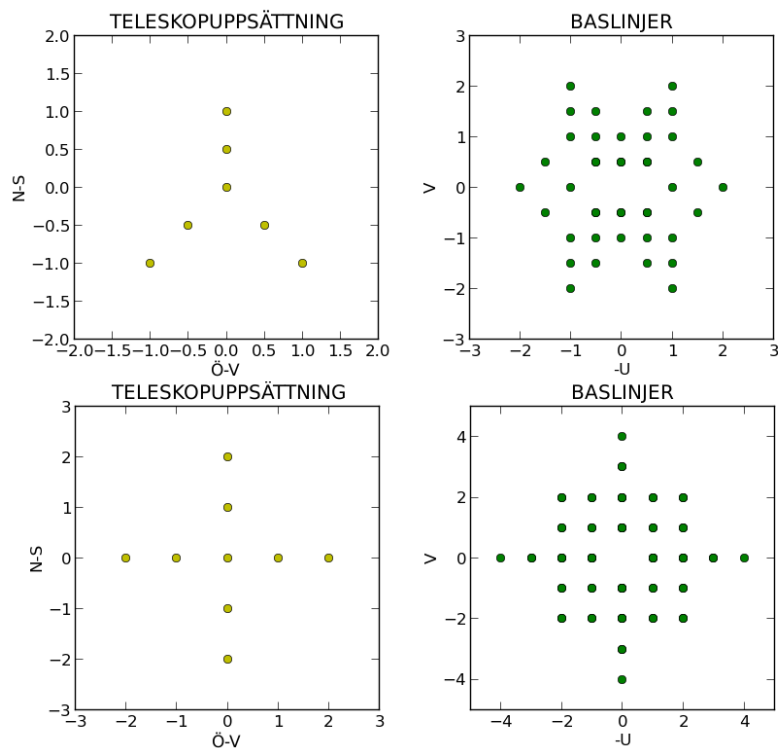 TELESKOPUPPSÄTTNING
BASLINJER
2.0
1.5
1.0
0.5
0.0
−0.5
−1.0
−1.5
−2.0
N-S
−2.0 −1.5 −1.0 −0.5 0.0 0.5 1.0 1.5 2.0
Ö-V
3
2
1
0
−1
−2
−3
V
−3 −2 −1 0 1 2 3
-U
TELESKOPUPPSÄTTNING
BASLINJER
3
2
1
0
−1
−2
−3
N-S
−3 −2 −1 0 1 2 3
Ö-V
4
2
0
−2
−4
V
−4 −2 0 2 4
-U